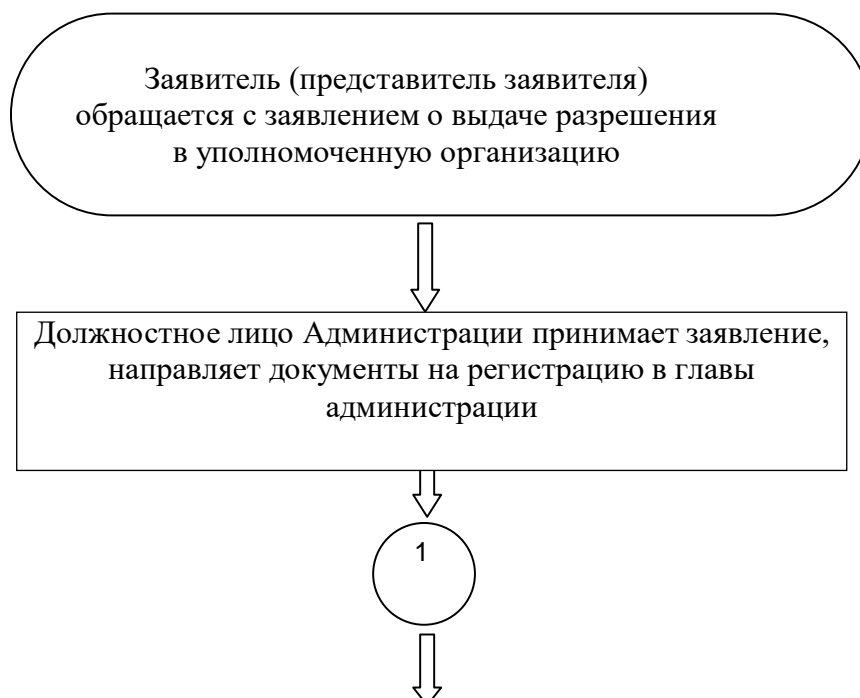 Заявитель (представитель заявителя)
обращается с заявлением о выдаче разрешения
в уполномоченную организацию
Должностное лицо Администрации принимает заявление,
направляет документы на регистрацию в главы
администрации
1